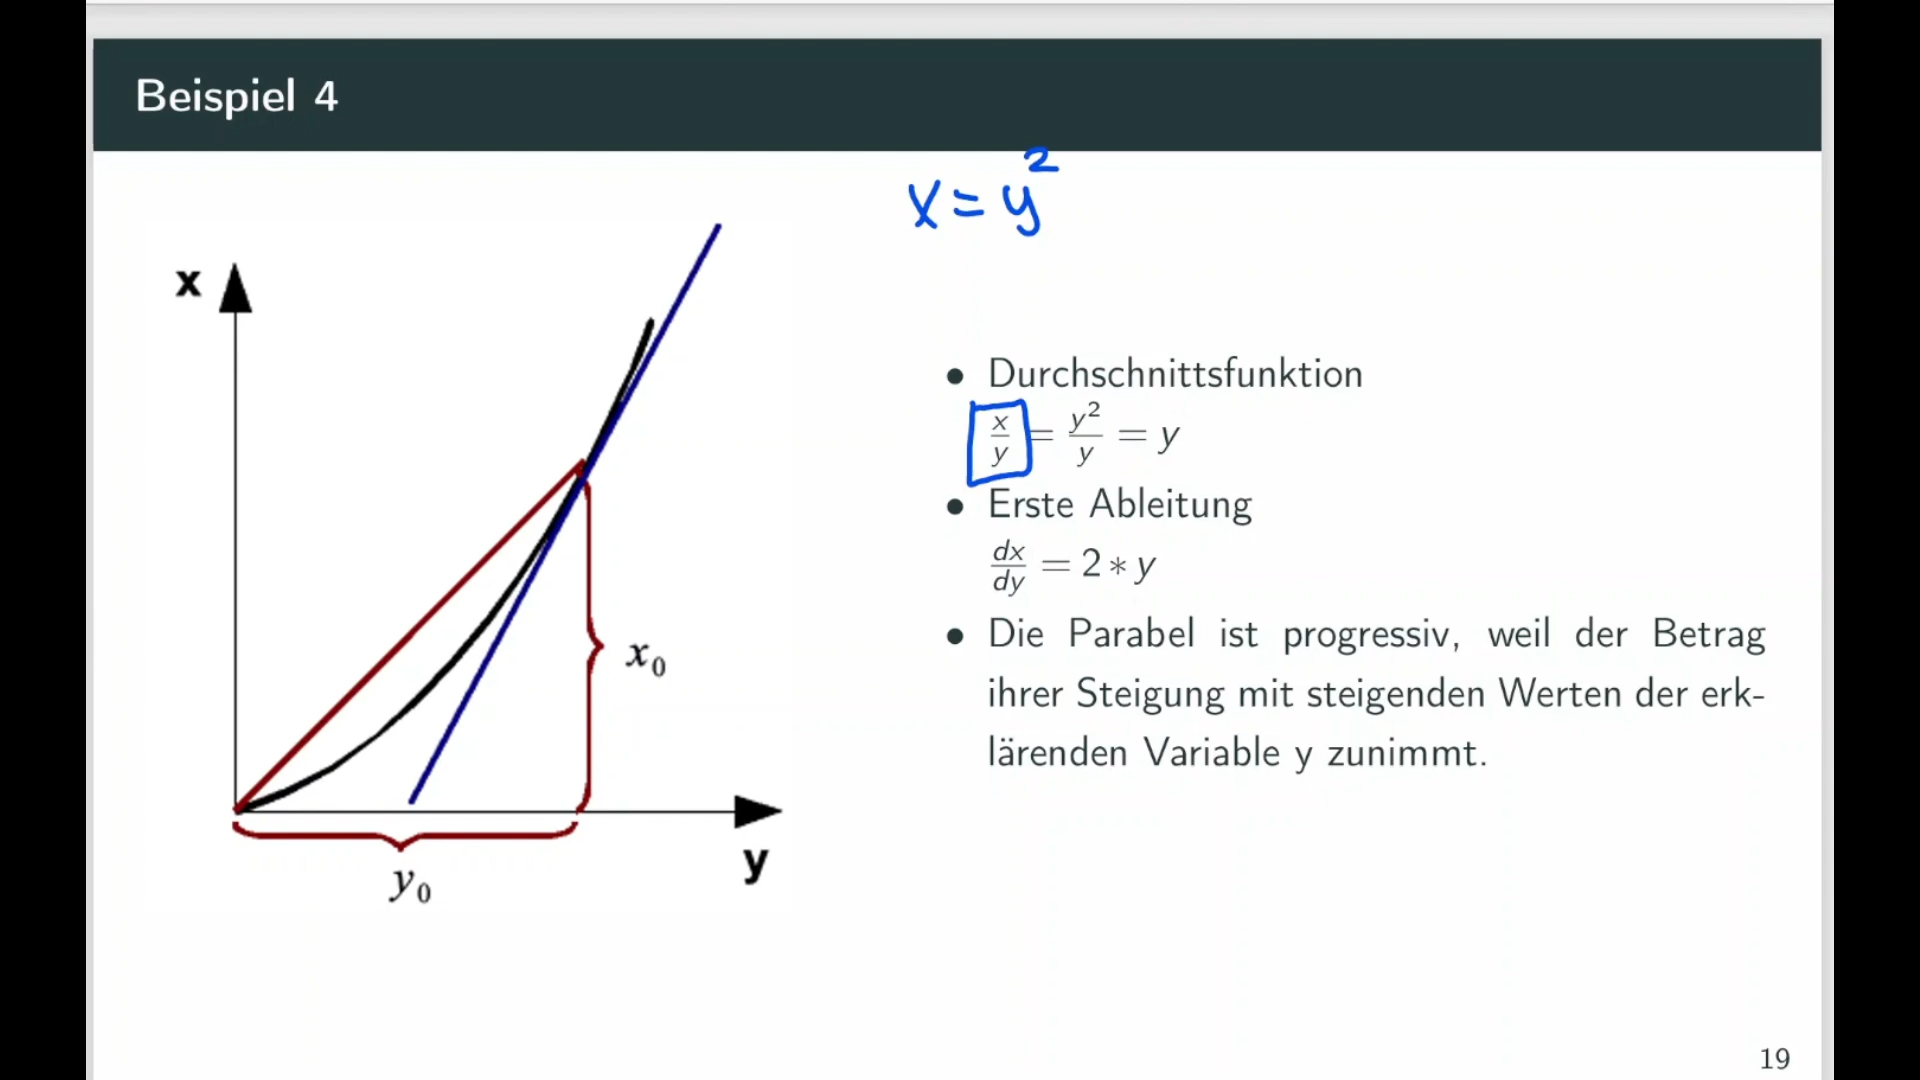 Beispiel 4
x = y²
x
x₀
y
y₀
• Durchschnittsfunktion
x/y = y²/y = y
• Erste Ableitung
dx/dy = 2 * y
• Die Parabel ist progressiv, weil der Betrag
ihrer Steigung mit steigenden Werten der erk-
lärenden Variable y zunimmt.
19